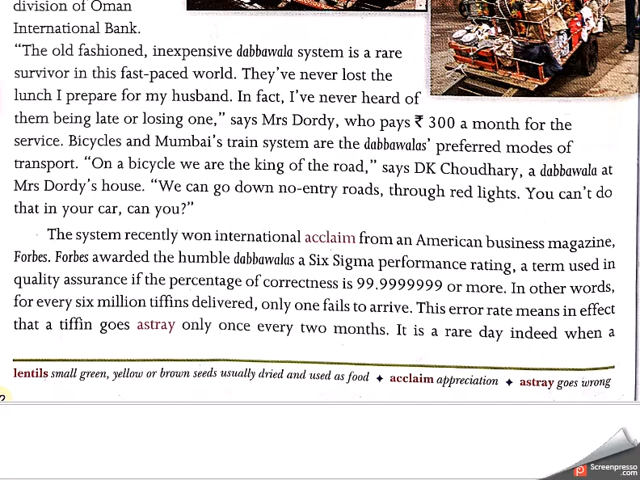 division of Oman
International Bank.
“The old fashioned, inexpensive dabbawala system is a rare
survivor in this fast-paced world. They’ve never lost the
lunch I prepare for my husband. In fact, I’ve never heard of
them being late or losing one,” says Mrs Dordy, who pays ₹ 300 a month for the
service. Bicycles and Mumbai’s train system are the dabbawalas’ preferred modes of
transport. “On a bicycle we are the king of the road,” says DK Choudhary, a dabbawala at
Mrs Dordy’s house. “We can go down no-entry roads, through red lights. You can’t do
that in your car, can you?”
The system recently won international acclaim from an American business magazine,
Forbes. Forbes awarded the humble dabbawalas a Six Sigma performance rating, a term used in
quality assurance if the percentage of correctness is 99.9999999 or more. In other words,
for every six million tiffins delivered, only one fails to arrive. This error rate means in effect
that a tiffin goes astray only once every two months. It is a rare day indeed when a
lentils small green, yellow or brown seeds usually dried and used as food ✦ acclaim appreciation ✦ astray goes wrong
Screenpresso
.com